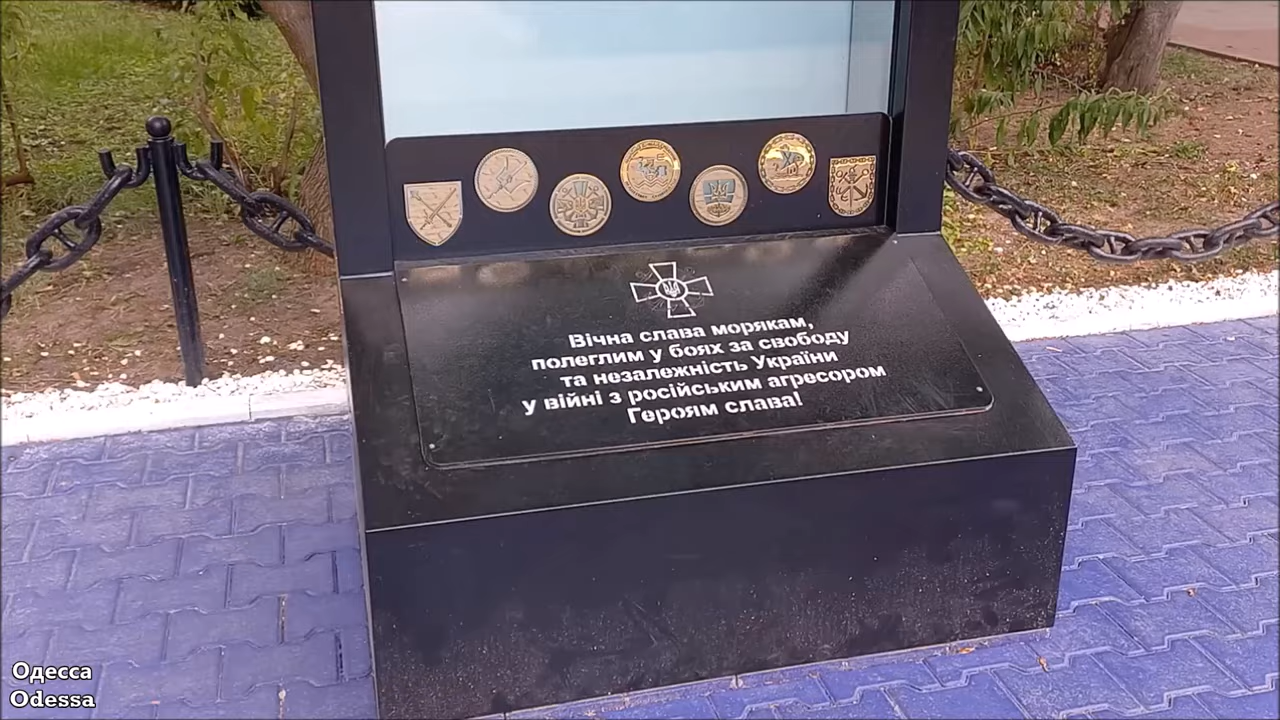 Вічна слава морякам,
полеглим у боях за свободу
та незалежність України
у війні з російським агресором
Героям слава!
Одесса
Odessa